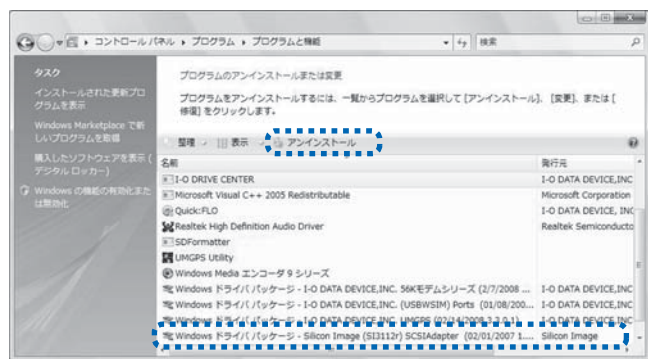 コントロール パネル ▸ プログラム ▸ プログラムと機能
検索
タスク
インストールされた更新プロ
グラムを表示
Windows Marketplace で新
しいプログラムを取得
購入したソフトウェアを表示 (
デジタル ロッカー)
Windows の機能の有効化また
は無効化
プログラムのアンインストールまたは変更
プログラムをアンインストールするには、一覧からプログラムを選択して [アンインストール]、[変更]、または [
修復] をクリックします。
整理 表示 アンインストール
名前 発行元
I-O DRIVE CENTER I-O DATA DEVICE,INC
Microsoft Visual C++ 2005 Redistributable Microsoft Corporation
Quick:FLO I-O DATA DEVICE, INC
Realtek High Definition Audio Driver Realtek Semiconducto
SDFormatter
UMGPS Utility
Windows Media エンコーダ 9 シリーズ
Windows ドライバ パッケージ - I-O DATA DEVICE,INC. 56Kモデムシリーズ (2/7/2008 ... I-O DATA DEVICE,INC
Windows ドライバ パッケージ - I-O DATA DEVICE,INC. (USBWSIM) Ports (01/08/200... I-O DATA DEVICE,INC
Windows ドライバ パッケージ - I-O DATA DEVICE,INC. UMGPS (02/14/2008 I-O DATA DEVICE,INC
Windows ドライバ パッケージ - Silicon Image (SI3112r) SCSIAdapter (02/01/2007 1.... Silicon Image